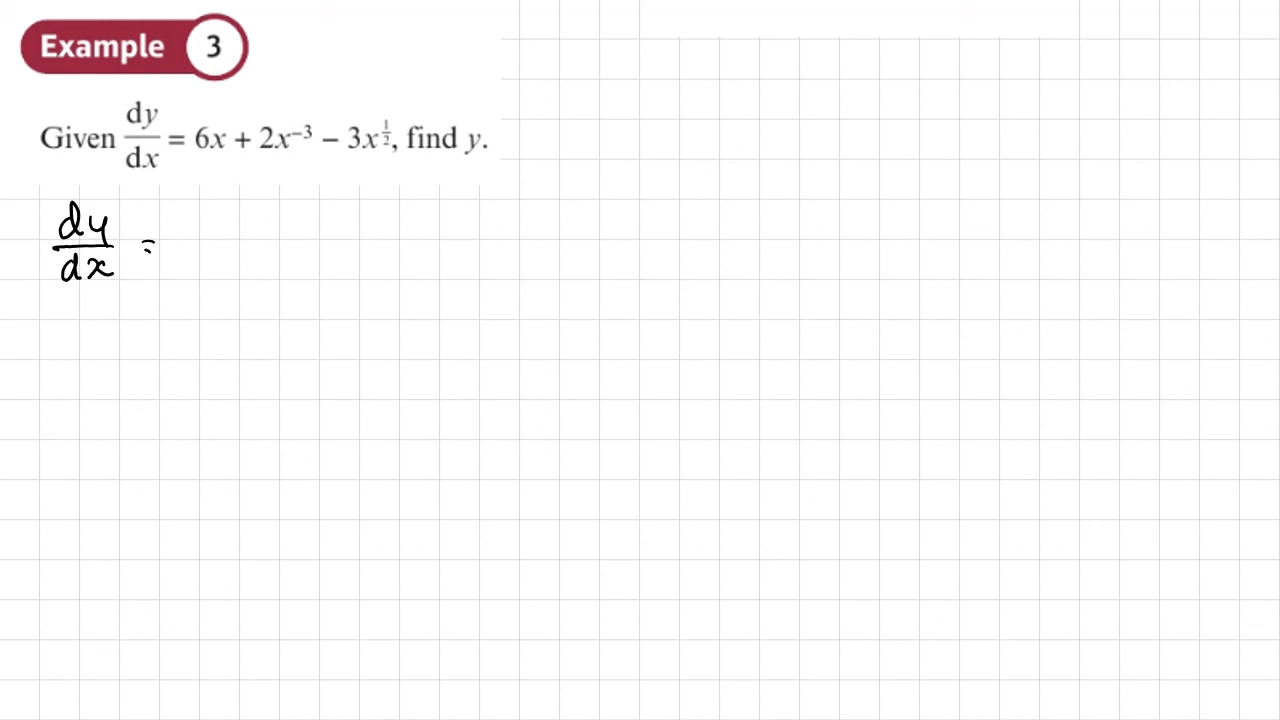 Example 3
Given dy/dx = 6x + 2x⁻³ − 3x^½, find y.
dy/dx =